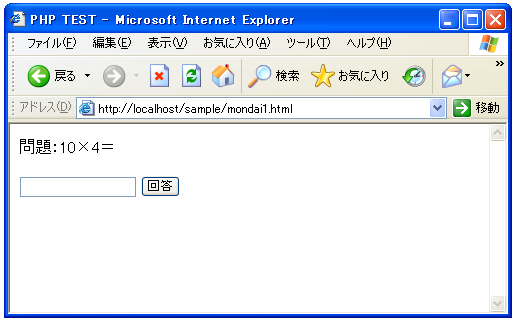 PHP TEST - Microsoft Internet Explorer
ファイル(F) 編集(E) 表示(V) お気に入り(A) ツール(T) ヘルプ(H)
戻る 検索 お気に入り »
アドレス(D) http://localhost/sample/mondai1.html 移動
問題:10×4=
回答